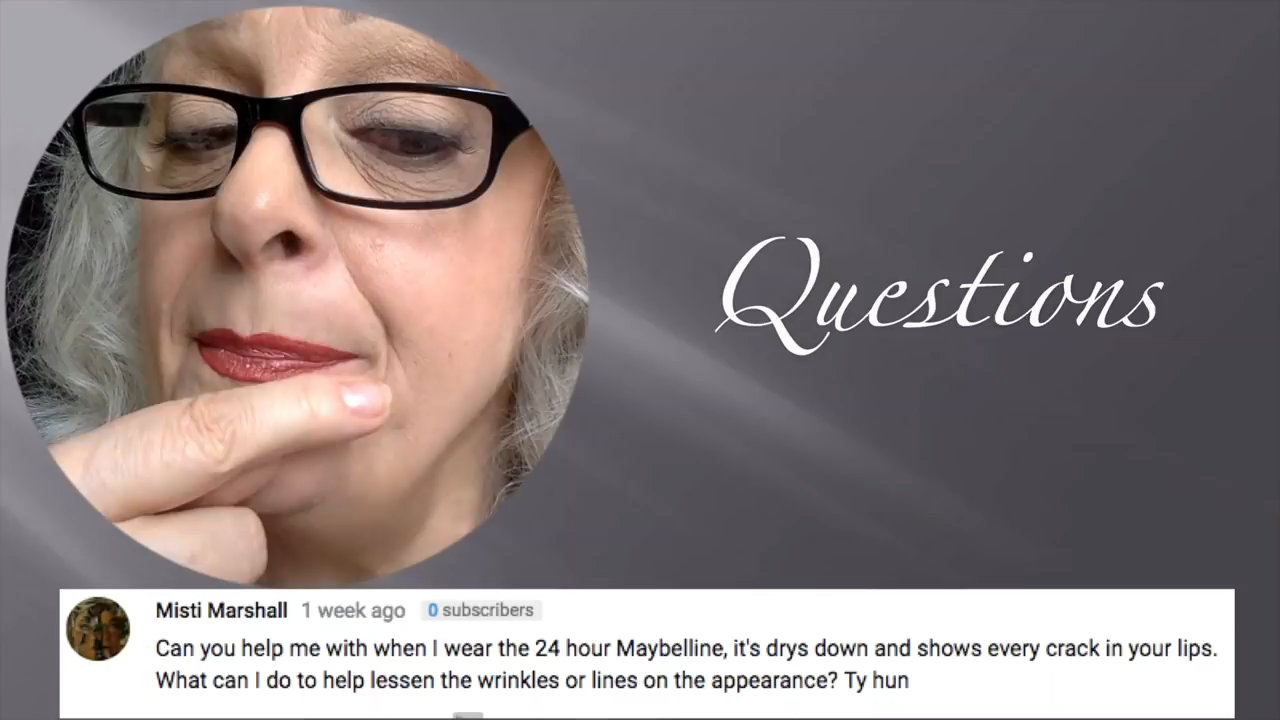 Questions
Misti Marshall 1 week ago 0 subscribers
Can you help me with when I wear the 24 hour Maybelline, it's drys down and shows every crack in your lips.
What can I do to help lessen the wrinkles or lines on the appearance? Ty hun